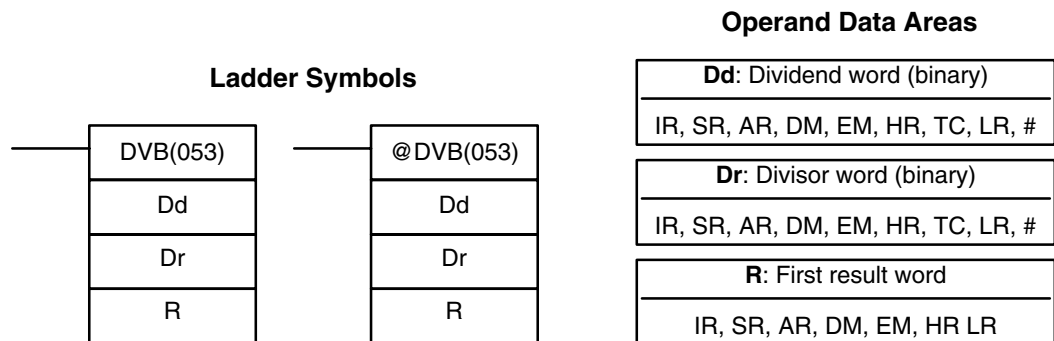 Ladder Symbols
DVB(053)
Dd
Dr
R
@DVB(053)
Dd
Dr
R
Operand Data Areas
Dd: Dividend word (binary)
IR, SR, AR, DM, EM, HR, TC, LR, #
Dr: Divisor word (binary)
IR, SR, AR, DM, EM, HR, TC, LR, #
R: First result word
IR, SR, AR, DM, EM, HR LR